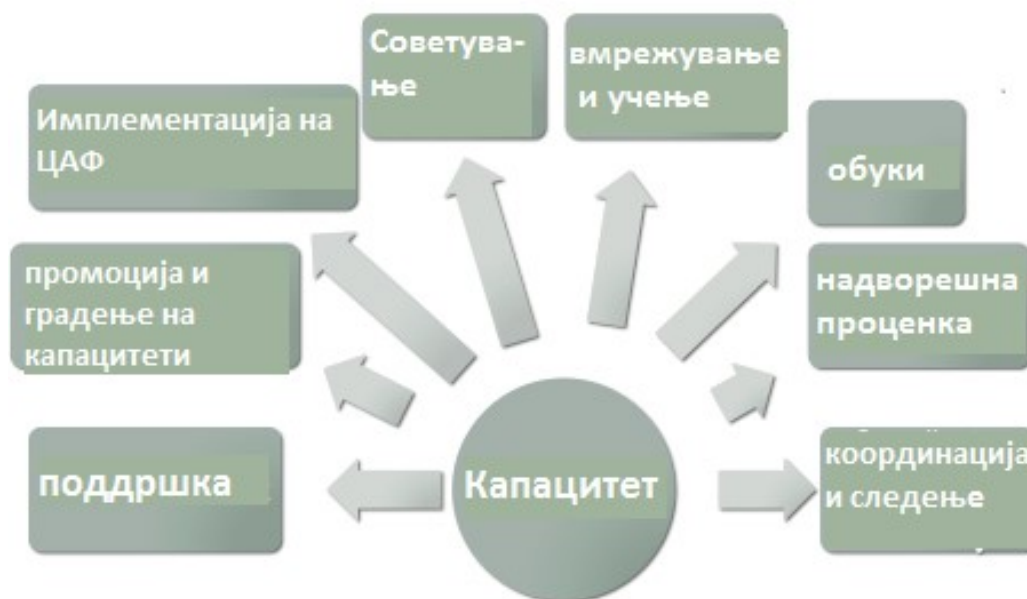 Советува-
ње
вмрежување
и учење
Имплементација на
ЦАФ
обуки
промоција и
градење на
капацитети
надворешна
проценка
поддршка
Капацитет
координација
и следење